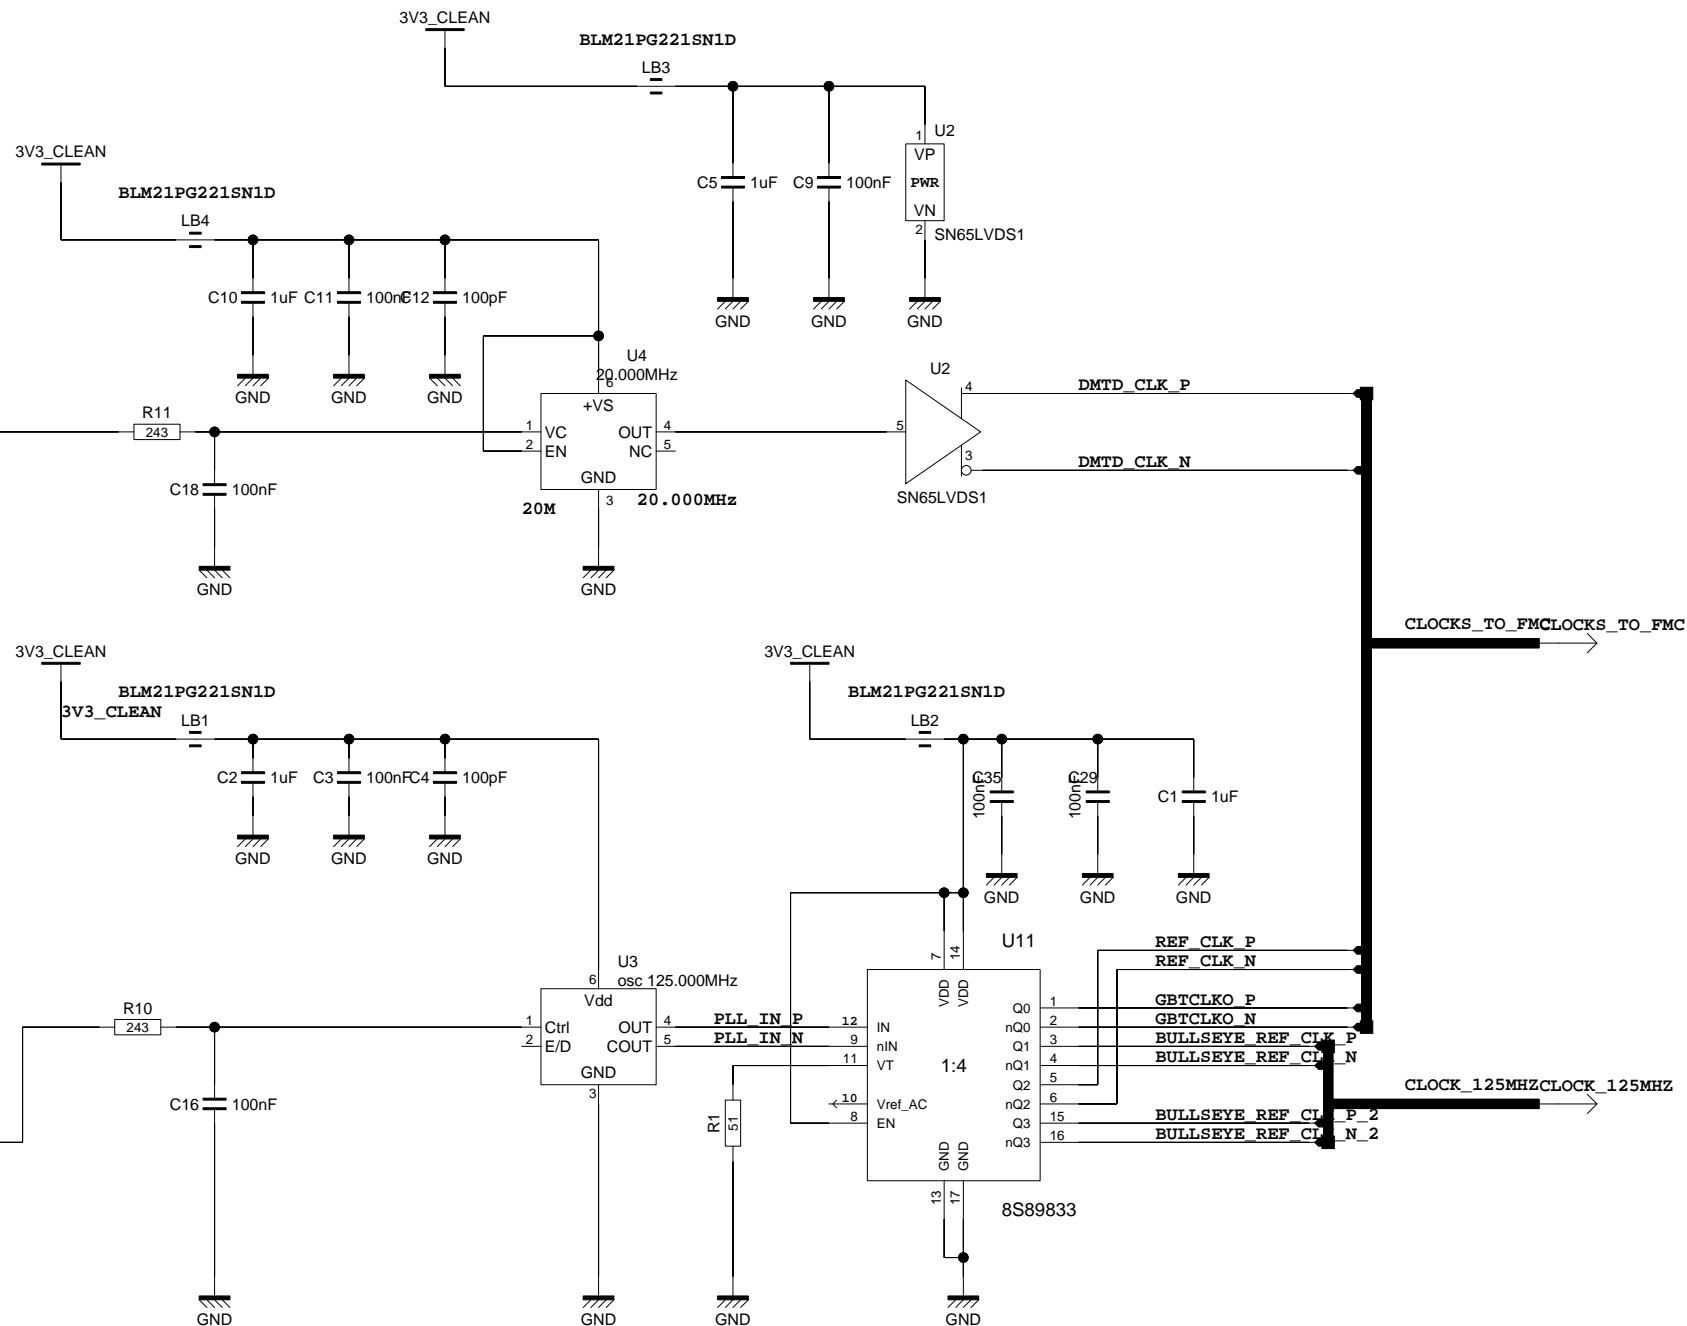 3V3_CLEAN
BLM21PG221SN1D
LB3
1
U2
VP
PWR
VN
2
SN65LVDS1
C5
1uF
C9
100nF
GND
GND
GND
3V3_CLEAN
BLM21PG221SN1D
LB4
C10
1uF
C11
100nF
C12
100pF
GND
GND
GND
U4
20.000MHz
6
+VS
1
VC
OUT
4
2
EN
NC
5
GND
3
20M
20.000MHz
GND
R11
243
C18
100nF
GND
U2
5
4
3
SN65LVDS1
DMTD_CLK_P
DMTD_CLK_N
CLOCKS_TO_FMC
CLOCKS_TO_FMC
3V3_CLEAN
BLM21PG221SN1D
3V3_CLEAN
LB1
C2
1uF
C3
100nF
C4
100pF
GND
GND
GND
3V3_CLEAN
BLM21PG221SN1D
LB2
C35
100nF
C29
100nF
C1
1uF
GND
GND
GND
R10
243
C16
100nF
GND
U3
osc 125.000MHz
6
Vdd
1
Ctrl
OUT
4
2
E/D
COUT
5
GND
3
GND
PLL_IN_P
PLL_IN_N
R1
51
GND
U11
7
14
VDD
VDD
12
IN
9
nIN
11
VT
10
Vref_AC
8
EN
1:4
Q0
1
nQ0
2
Q1
3
nQ1
4
Q2
5
nQ2
6
Q3
15
nQ3
16
GND
GND
13
17
8S89833
GND
REF_CLK_P
REF_CLK_N
GBTCLKO_P
GBTCLKO_N
BULLSEYE_REF_CLK_P
BULLSEYE_REF_CLK_N
BULLSEYE_REF_CLK_P_2
BULLSEYE_REF_CLK_N_2
CLOCK_125MHZ
CLOCK_125MHZ